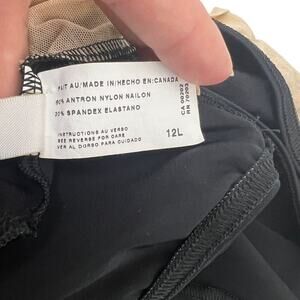 FAIT AU/MADE IN/HECHO EN:CANADA
80% ANTRON NYLON NAILON
20% SPANDEX ELASTANO
INSTRUCTIONS AU VERSO
SEE REVERSE FOR CARE
VER AL DORSO PARA CUIDADO
12L